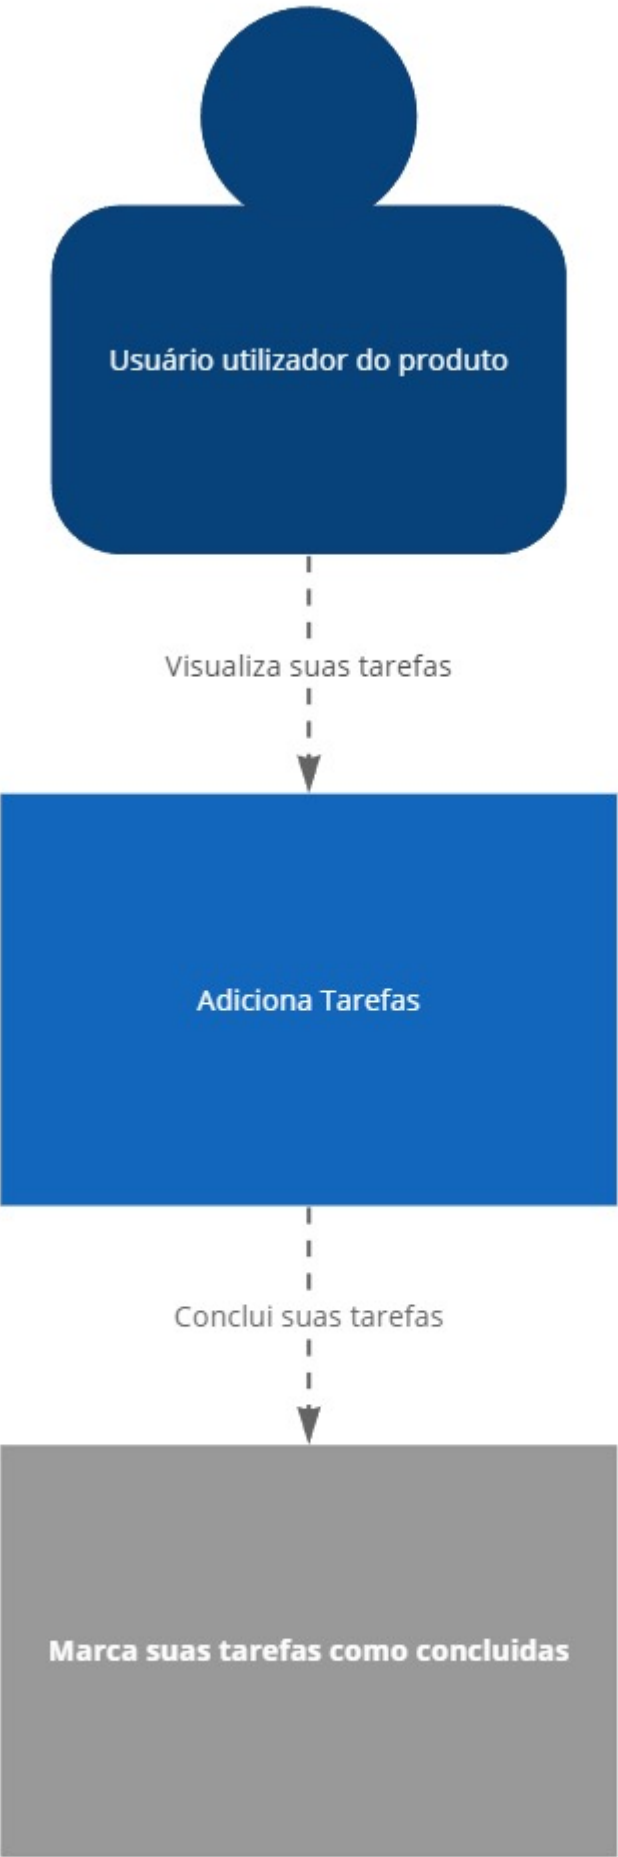 Usuário utilizador do produto
Visualiza suas tarefas
Adiciona Tarefas
Conclui suas tarefas
Marca suas tarefas como concluidas